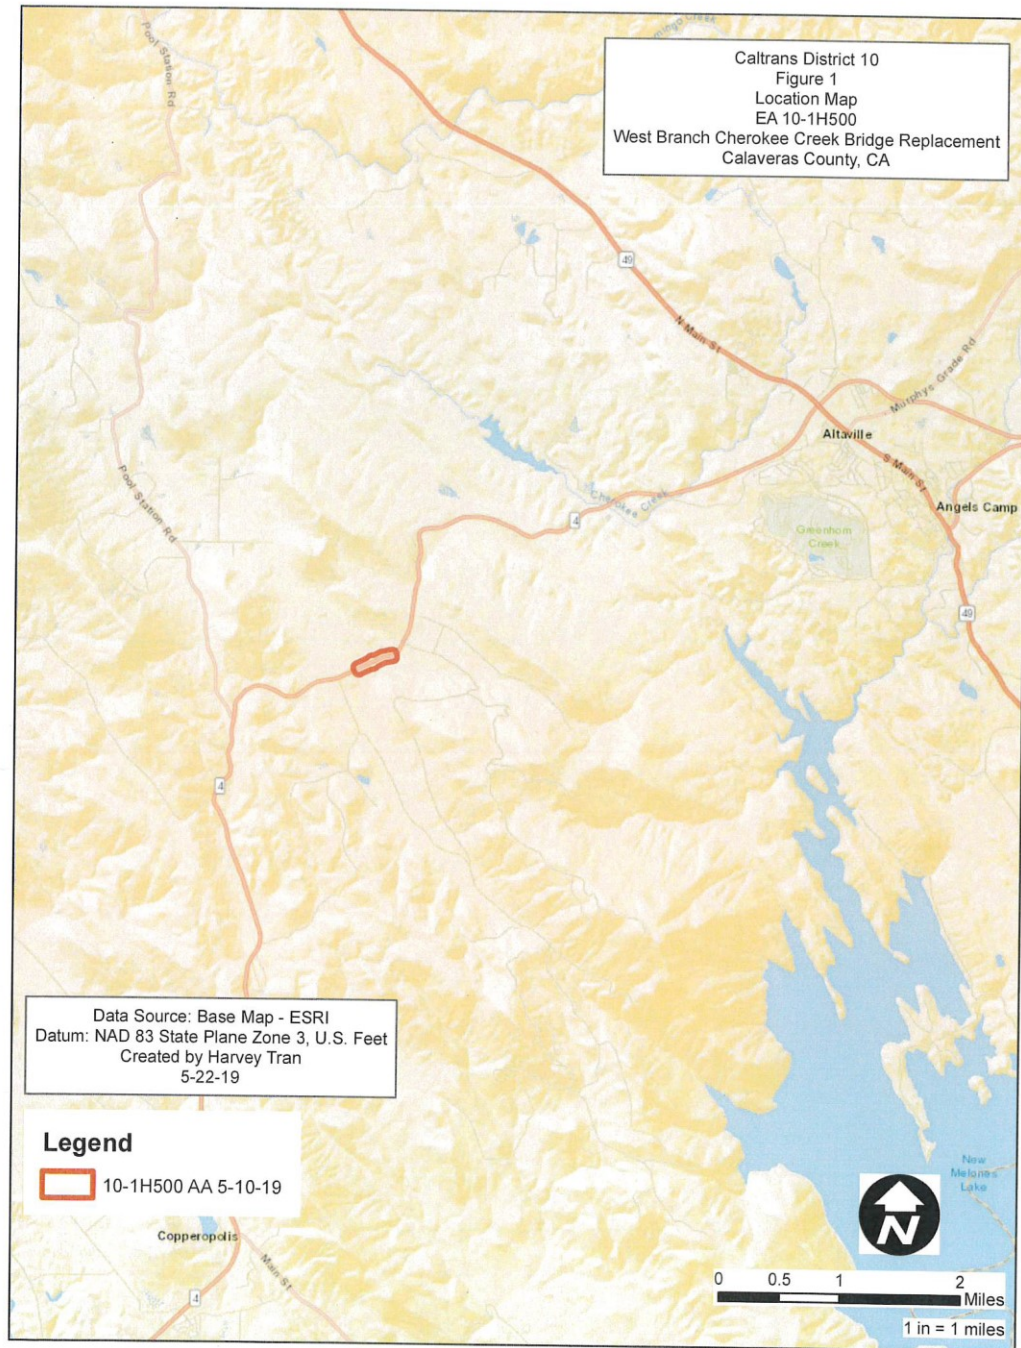 Caltrans District 10
Figure 1
Location Map
EA 10-1H500
West Branch Cherokee Creek Bridge Replacement
Calaveras County, CA
Pool Station Rd
Creek
49
N Main St
Murphys Grade Rd
Altaville
S Main St
Cherokee Creek
4
Angels Camp
Greenhorn
Creek
Pool Station Rd
49
4
Data Source: Base Map - ESRI
Datum: NAD 83 State Plane Zone 3, U.S. Feet
Created by Harvey Tran
5-22-19
Legend
10-1H500 AA 5-10-19
New
Melones
Lake
N
Copperopolis
Main St
4
0 0.5 1 2
Miles
1 in = 1 miles